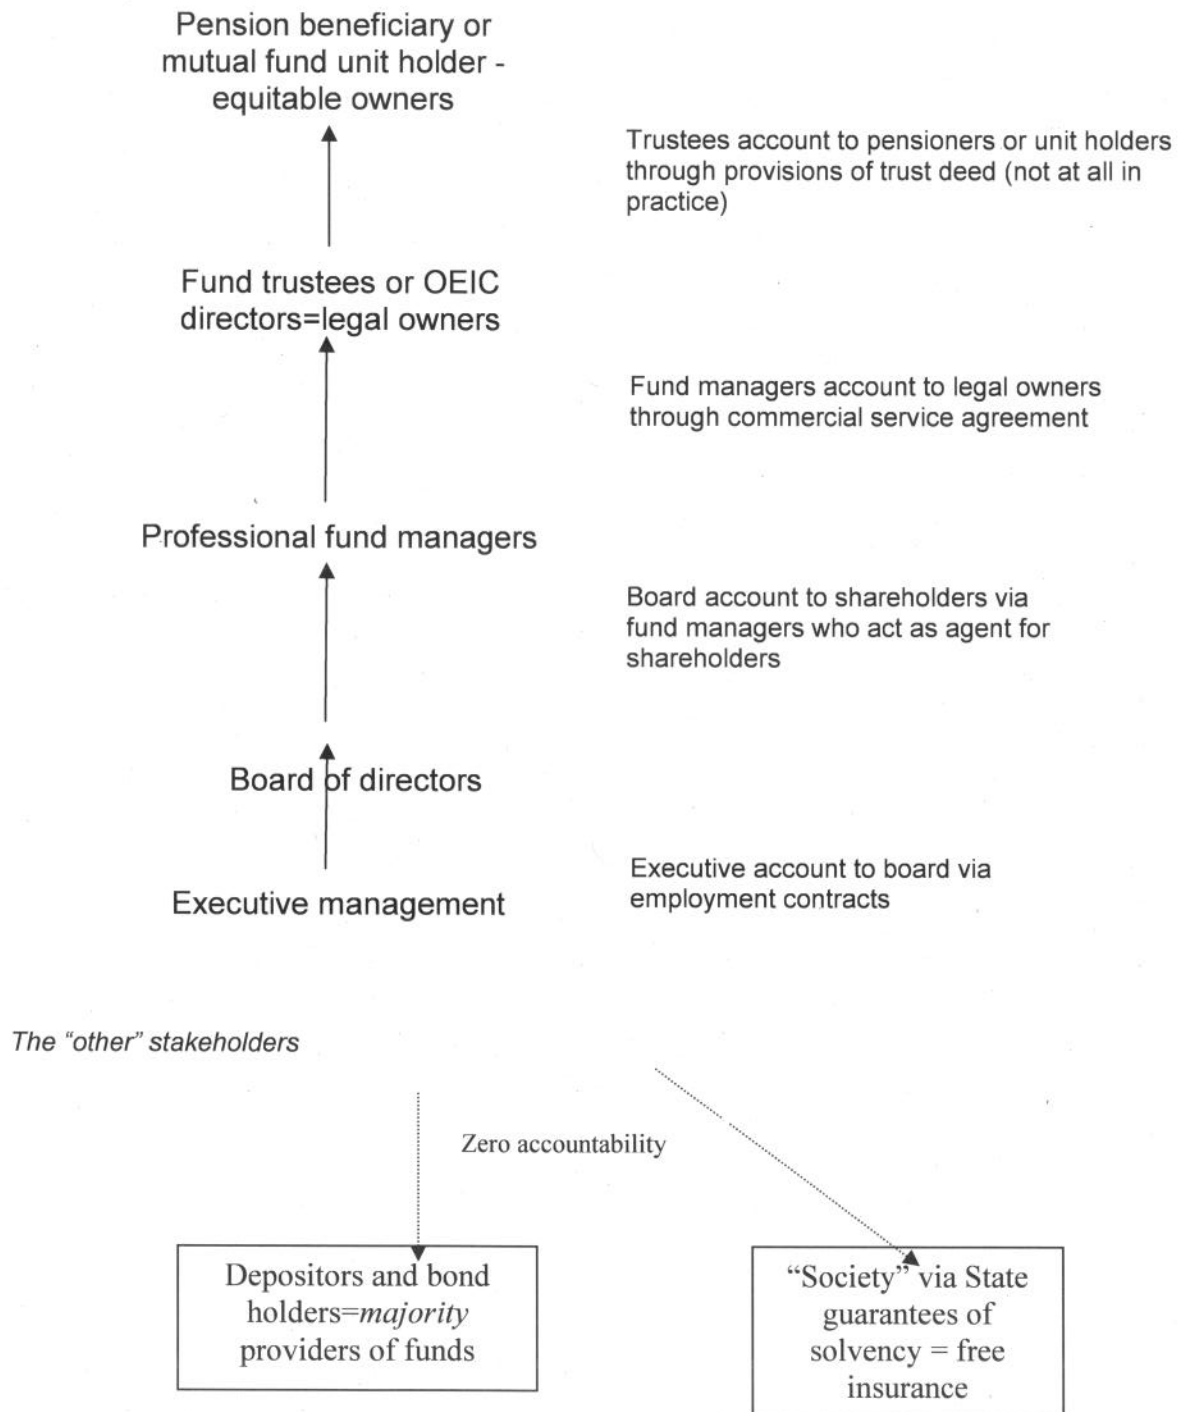 Pension beneficiary or
mutual fund unit holder -
equitable owners
Trustees account to pensioners or unit holders
through provisions of trust deed (not at all in
practice)
Fund trustees or OEIC
directors=legal owners
Fund managers account to legal owners
through commercial service agreement
Professional fund managers
Board account to shareholders via
fund managers who act as agent for
shareholders
Board of directors
Executive account to board via
employment contracts
Executive management
The “other” stakeholders
Zero accountability
Depositors and bond
holders=majority
providers of funds
“Society” via State
guarantees of
solvency = free
insurance